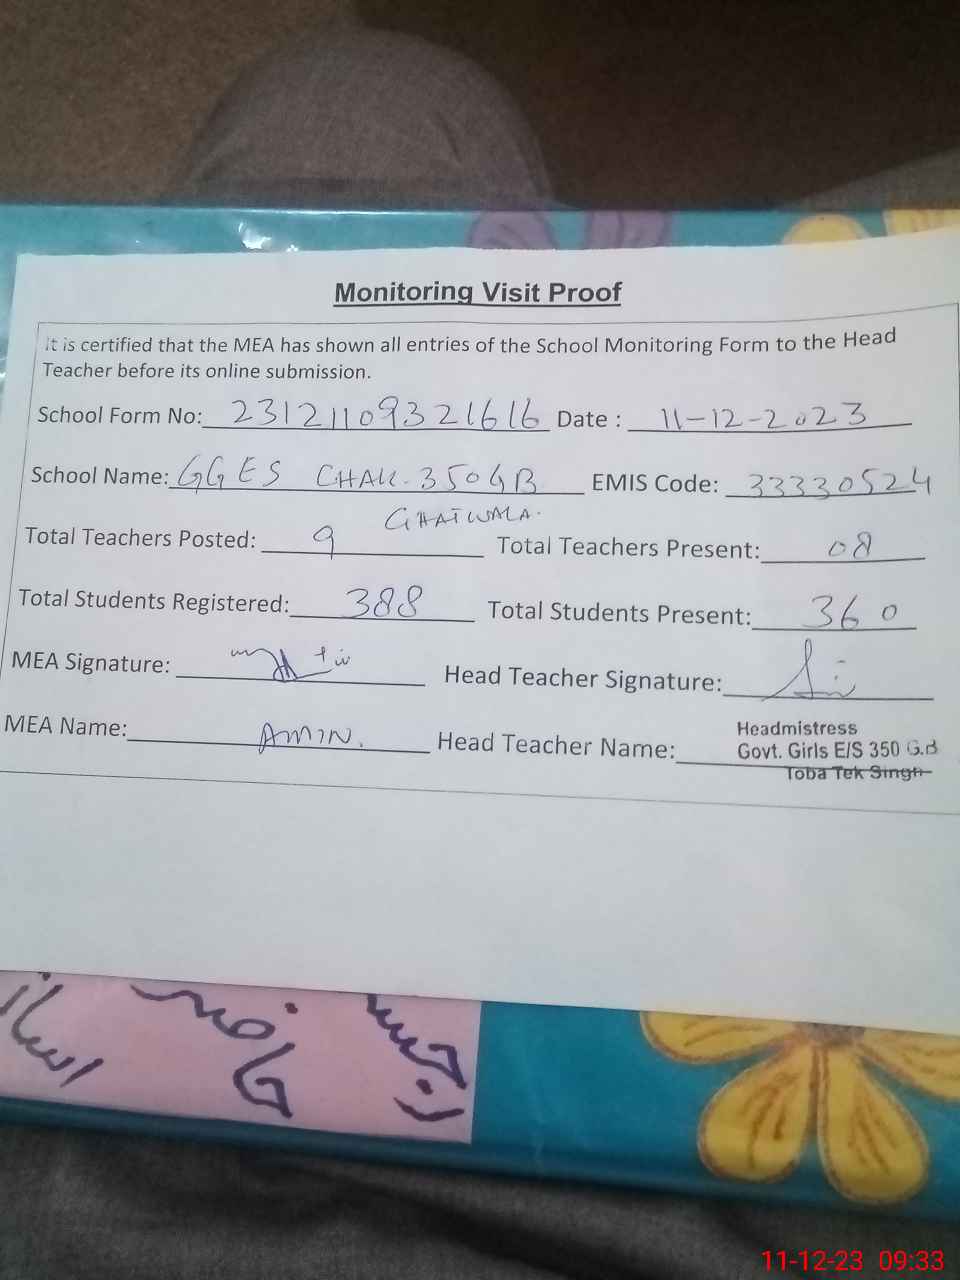 Monitoring Visit Proof
It is certified that the MEA has shown all entries of the School Monitoring Form to the Head
Teacher before its online submission.
School Form No: 23121109321616 Date : 11-12-2023
School Name: GGES CHAK. 350GB EMIS Code: 33330524
GHATWALA.
Total Teachers Posted: 9 Total Teachers Present: 08
Total Students Registered: 388 Total Students Present: 360
MEA Signature: Head Teacher Signature:
MEA Name: AMIN. Head Teacher Name: Headmistress
Govt. Girls E/S 350 G.B
Toba Tek Singh
رجسٹر
حاضری
11-12-23 09:33